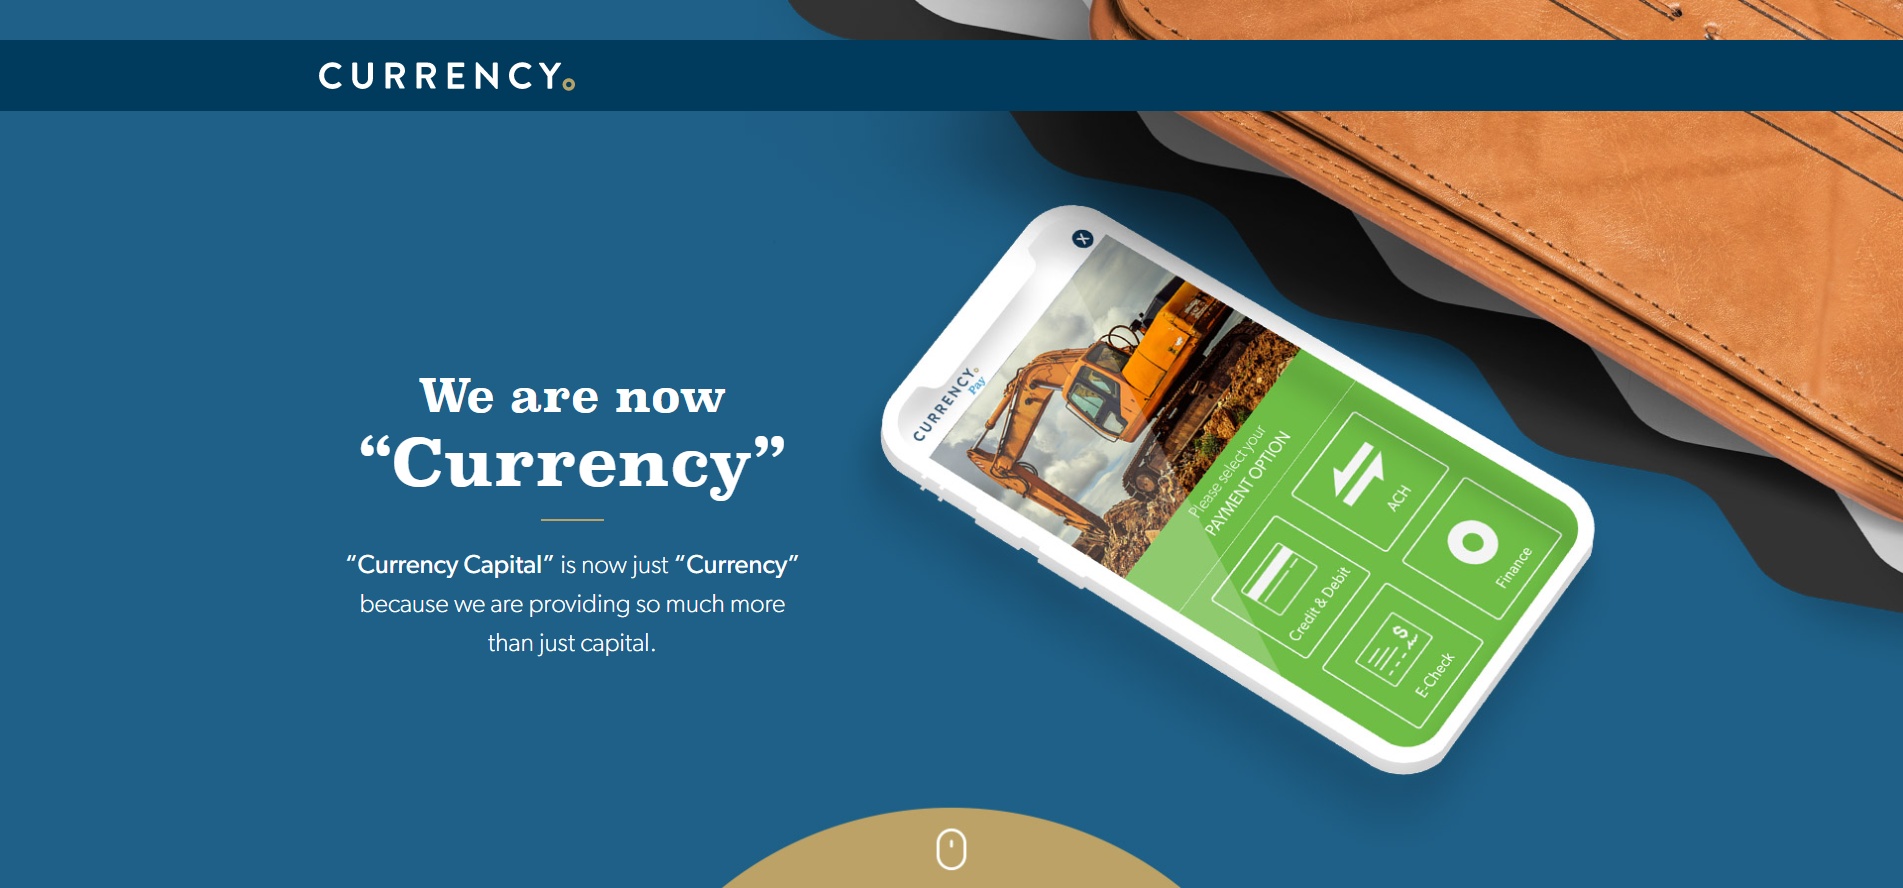 CURRENCY
We are now
“Currency”
“Currency Capital” is now just “Currency”
because we are providing so much more
than just capital.
CURRENCY
Pay
Please select your
PAYMENT OPTION
ACH
Credit & Debit
Finance
E-Check